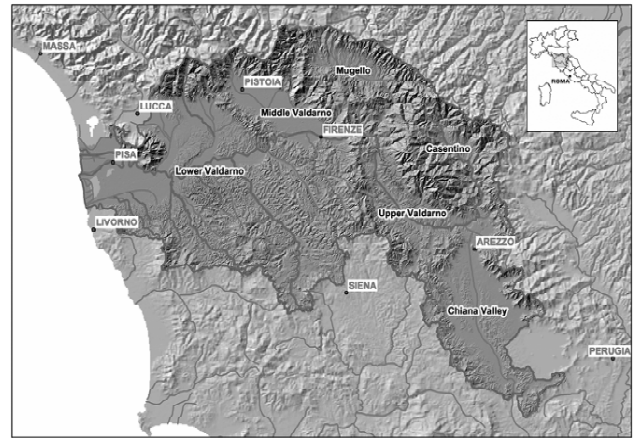 MASSA
PISTOIA
Mugello
ROMA
LUCCA
Middle Valdarno
FIRENZE
PISA
Lower Valdarno
Casentino
LIVORNO
Upper Valdarno
AREZZO
SIENA
Chiana Valley
PERUGIA